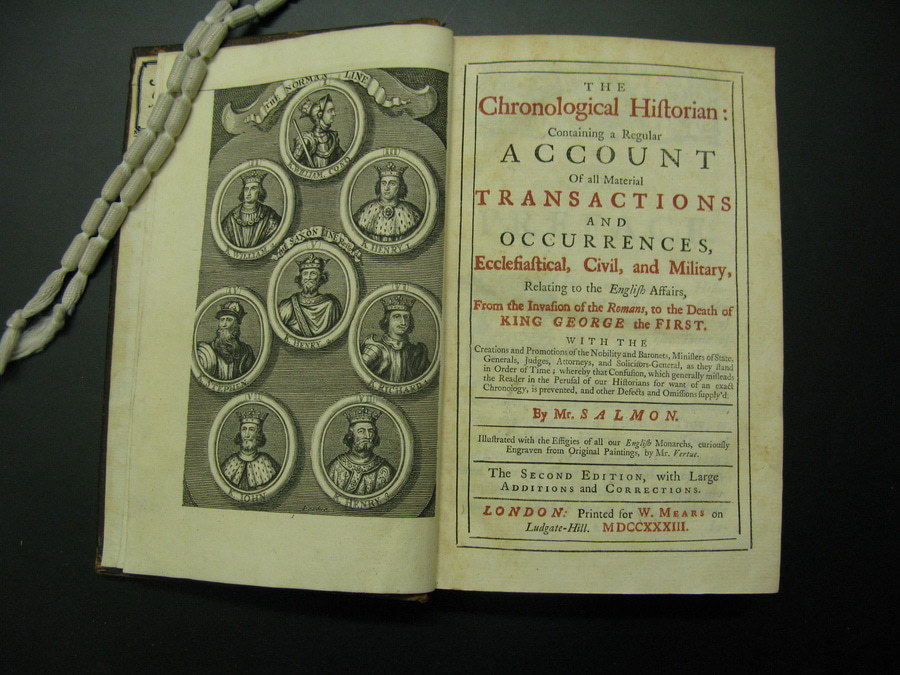 THE NORMAN LINE
K. WILLIAM CONQ.
II
III
K. WILLIAM 2.
K. HENRY 1.
THE SAXON LINE
V
K. HENRY 2.
VI
K. STEPHEN
K. RICHARD 1.
VII
VIII
K. IOHN
K. HENRY 3.
THE
Chronological Hiſtorian:
Containing a Regular
ACCOUNT
Of all Material
TRANSACTIONS
AND
OCCURRENCES,
Eccleſiaſtical, Civil, and Military,
Relating to the Engliſh Affairs,
From the Invaſion of the Romans, to the Death of
KING GEORGE the FIRST.
WITH THE
Creations and Promotions of the Nobility and Baronets, Miniſters of State,
Generals, Judges, Attorneys, and Solicitors-General, as they ſtand
in Order of Time; whereby that Confuſion, which generally miſleads
the Reader in the Peruſal of our Hiſtorians for want of an exact
Chronology, is prevented, and other Defects and Omiſſions ſupply'd.
By Mr. SALMON.
Illuſtrated with the Effigies of all our Engliſh Monarchs, curiouſly
Engraven from Original Paintings, by Mr. Vertue.
The SECOND EDITION, with Large
ADDITIONS and CORRECTIONS.
LONDON: Printed for W. MEARS on
Ludgate-Hill. MDCCXXXIII.